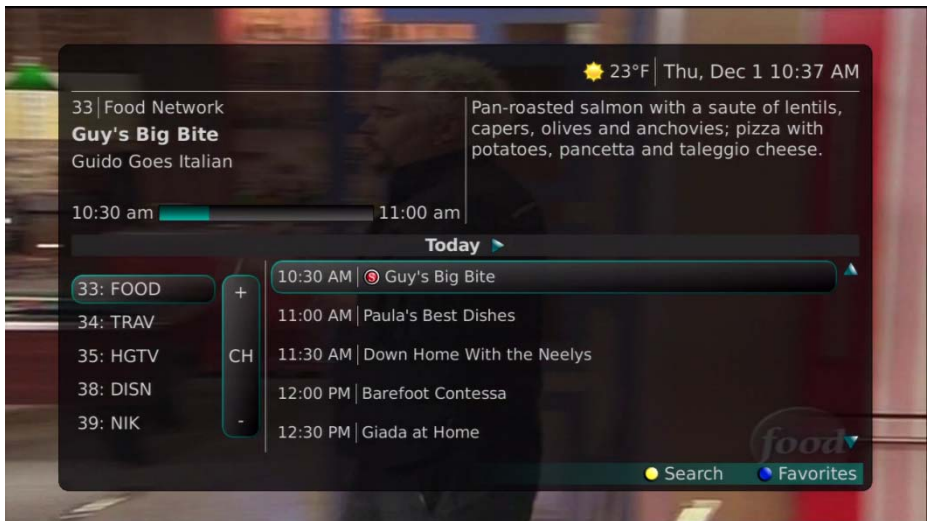 23°F | Thu, Dec 1 10:37 AM
33 | Food Network
Guy's Big Bite
Guido Goes Italian
Pan-roasted salmon with a saute of lentils,
capers, olives and anchovies; pizza with
potatoes, pancetta and taleggio cheese.
10:30 am 11:00 am
Today
33: FOOD
34: TRAV
35: HGTV
38: DISN
39: NIK
+
CH
-
10:30 AM | S Guy's Big Bite
11:00 AM | Paula's Best Dishes
11:30 AM | Down Home With the Neelys
12:00 PM | Barefoot Contessa
12:30 PM | Giada at Home
food
Search Favorites